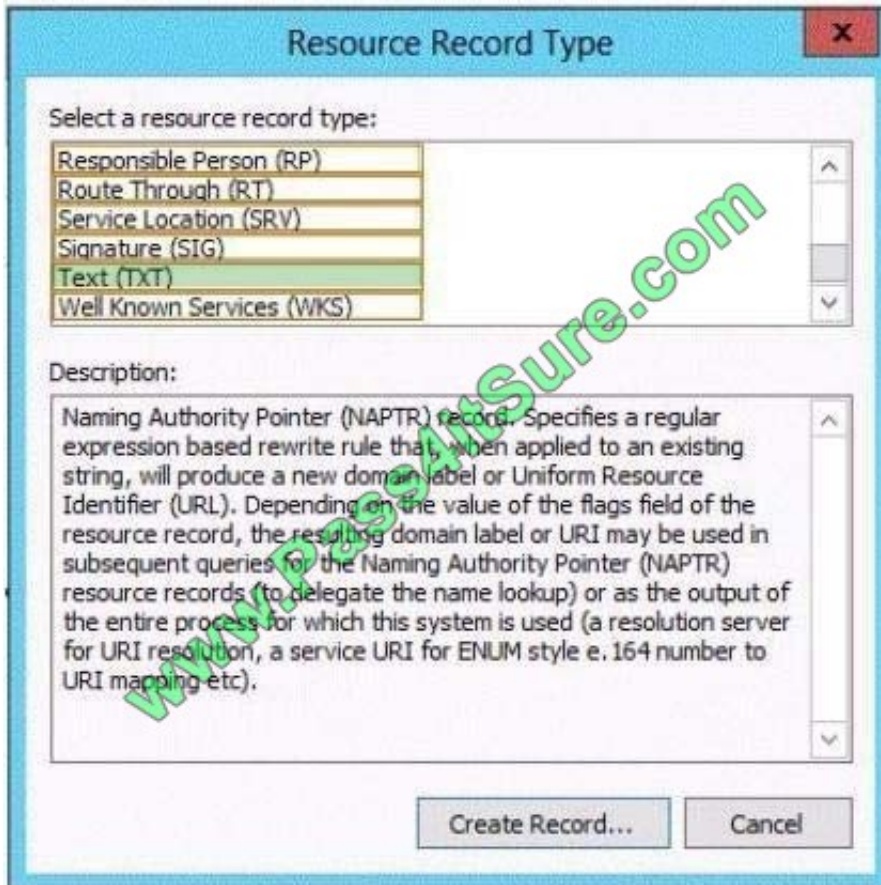 Resource Record Type
x
Select a resource record type:
Responsible Person (RP)
Route Through (RT)
Service Location (SRV)
Signature (SIG)
Text (TXT)
Well Known Services (WKS)
Description:
Naming Authority Pointer (NAPTR) record. Specifies a regular
expression based rewrite rule that, when applied to an existing
string, will produce a new domain label or Uniform Resource
Identifier (URL). Depending on the value of the flags field of the
resource record, the resulting domain label or URI may be used in
subsequent queries for the Naming Authority Pointer (NAPTR)
resource records (to delegate the name lookup) or as the output of
the entire process for which this system is used (a resolution server
for URI resolution, a service URI for ENUM style e.164 number to
URI mapping etc).
www.Pass4itSure.com
Create Record...
Cancel